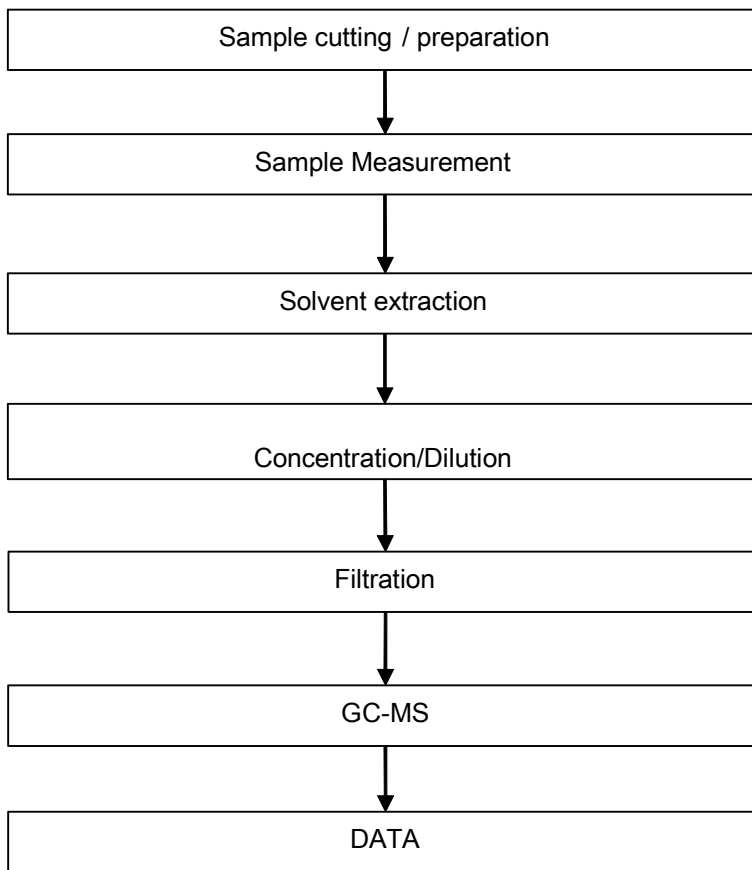 Sample cutting / preparation
Sample Measurement
Solvent extraction
Concentration/Dilution
Filtration
GC-MS
DATA